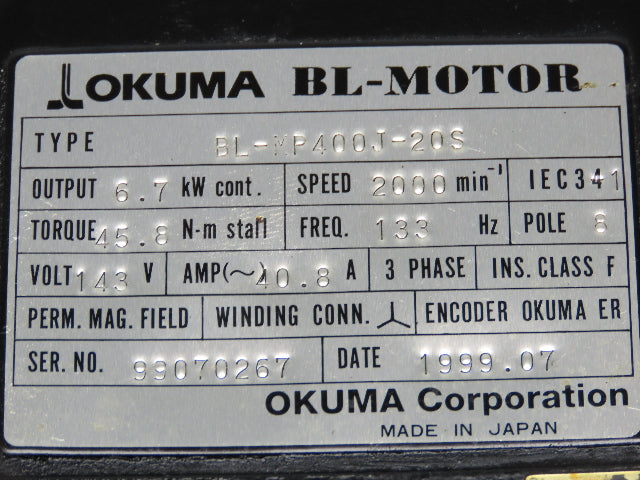 OKUMA BL-MOTOR
TYPE BL-MP400J-20S
OUTPUT 6.7 kW cont. SPEED 2000 min⁻¹ IEC341
TORQUE 45.8 N-m stall FREQ. 133 Hz POLE 8
VOLT 143 V AMP(~) 40.8 A 3 PHASE INS. CLASS F
PERM. MAG. FIELD WINDING CONN. ENCODER OKUMA ER
SER. NO. 99070267 DATE 1999.07
OKUMA Corporation
MADE IN JAPAN